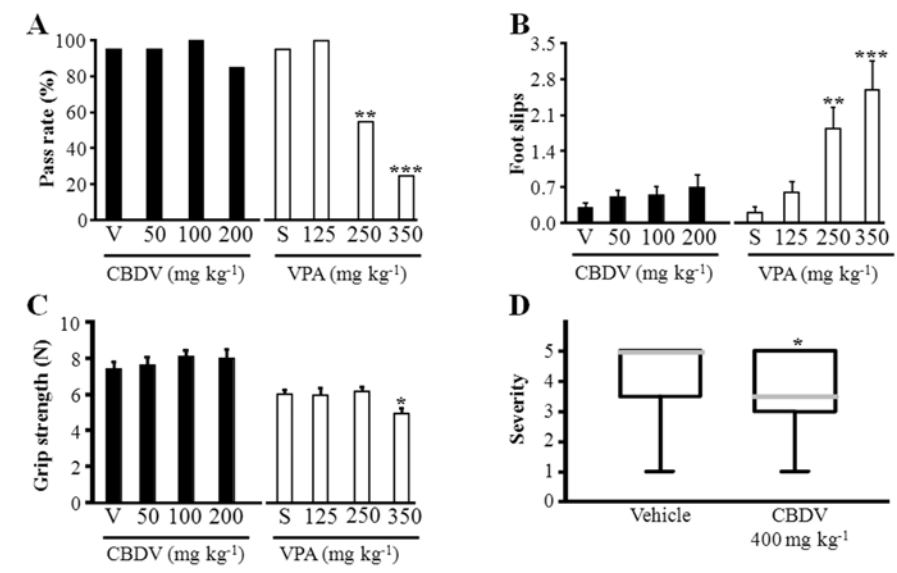 A
Pass rate (%)
100
80
60
40
20
0
**
***
V 50 100 200 S 125 250 350
CBDV (mg kg-1) VPA (mg kg-1)
B
Foot slips
3.5
2.8
2.1
1.4
0.7
0.0
**
***
V 50 100 200 S 125 250 350
CBDV (mg kg-1) VPA (mg kg-1)
C
Grip strength (N)
10
8
6
4
2
0
*
V 50 100 200 S 125 250 350
CBDV (mg kg-1) VPA (mg kg-1)
D
Severity
5
4
3
2
1
0
*
Vehicle CBDV
400 mg kg-1